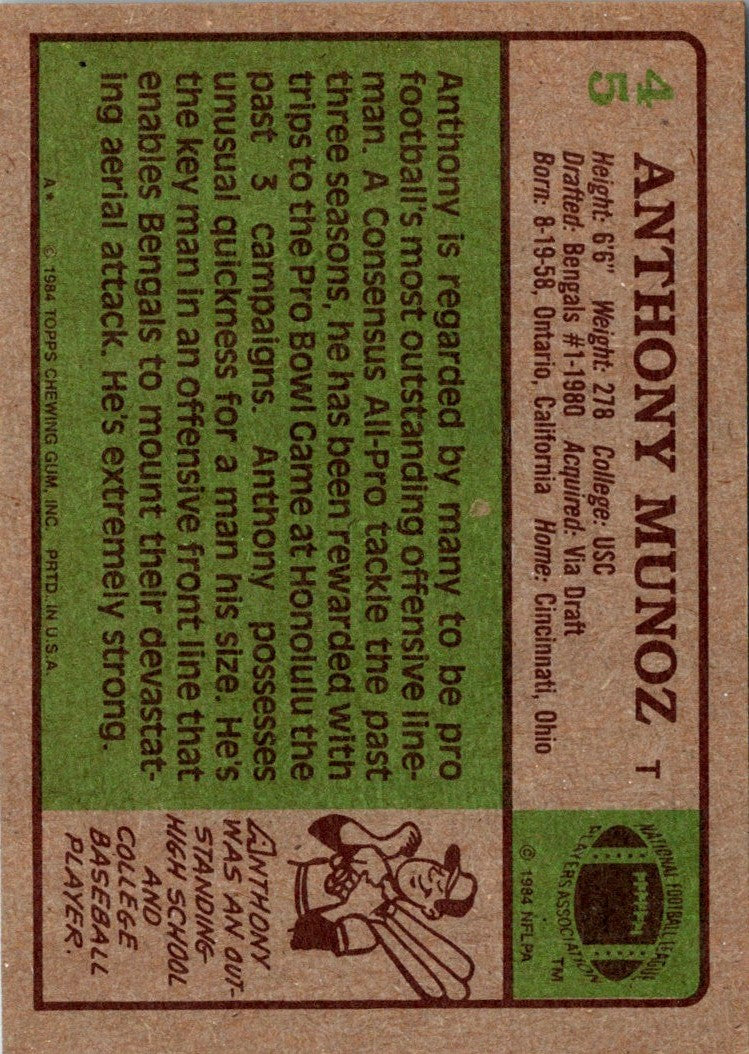 45
ANTHONY MUNOZ T
Height: 6'6" Weight: 278 College: USC
Drafted: Bengals #1-1980 Acquired: Via Draft
Born: 8-19-58, Ontario, California Home: Cincinnati, Ohio
NATIONAL FOOTBALL LEAGUE
PLAYERS ASSOCIATION
TM
© 1984 NFLPA
Anthony is regarded by many to be pro
football's most outstanding offensive line-
man. A Consensus All-Pro tackle the past
three seasons, he has been rewarded with
trips to the Pro Bowl Game at Honolulu the
past 3 campaigns. Anthony possesses
unusual quickness for a man his size. He's
the key man in an offensive front line that
enables Bengals to mount their devastat-
ing aerial attack. He's extremely strong.
ANTHONY
WAS AN OUT-
STANDING
HIGH SCHOOL
AND
COLLEGE
BASEBALL
PLAYER.
A* © 1984 TOPPS CHEWING GUM, INC. PRTD. IN U.S.A.